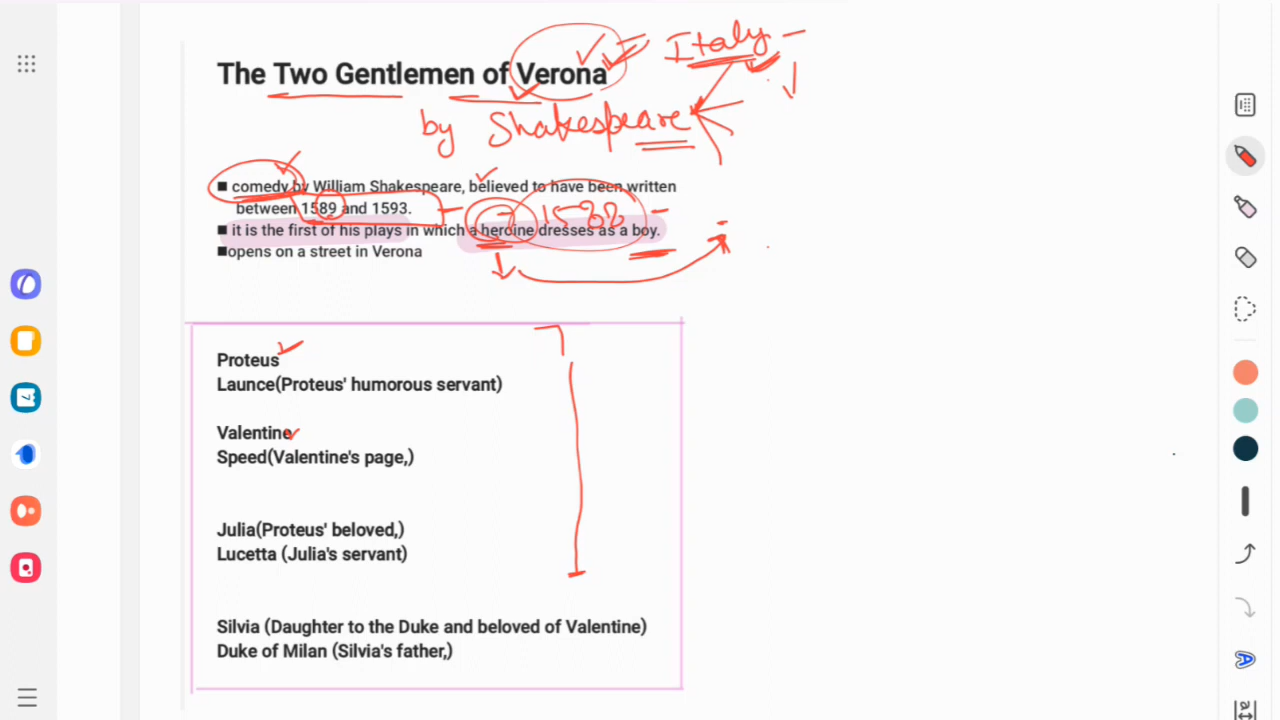 The Two Gentlemen of Verona
Italy
by Shakespeare
■ comedy by William Shakespeare, believed to have been written
between 1589 and 1593.
1588
■ it is the first of his plays in which a heroine dresses as a boy.
■opens on a street in Verona
Proteus
Launce(Proteus' humorous servant)
Valentine
Speed(Valentine's page,)
Julia(Proteus' beloved,)
Lucetta (Julia's servant)
Silvia (Daughter to the Duke and beloved of Valentine)
Duke of Milan (Silvia's father,)